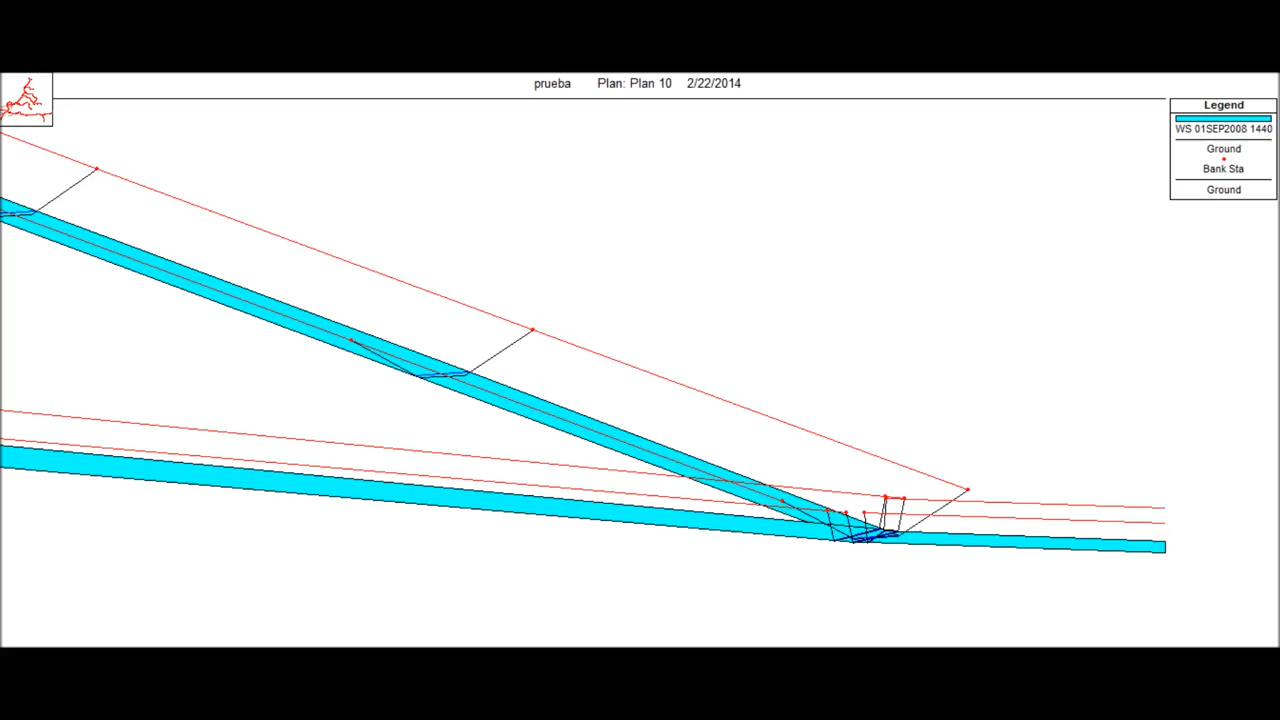 prueba Plan: Plan 10 2/22/2014
Legend
WS 01SEP2008 1440
Ground
Bank Sta
Ground